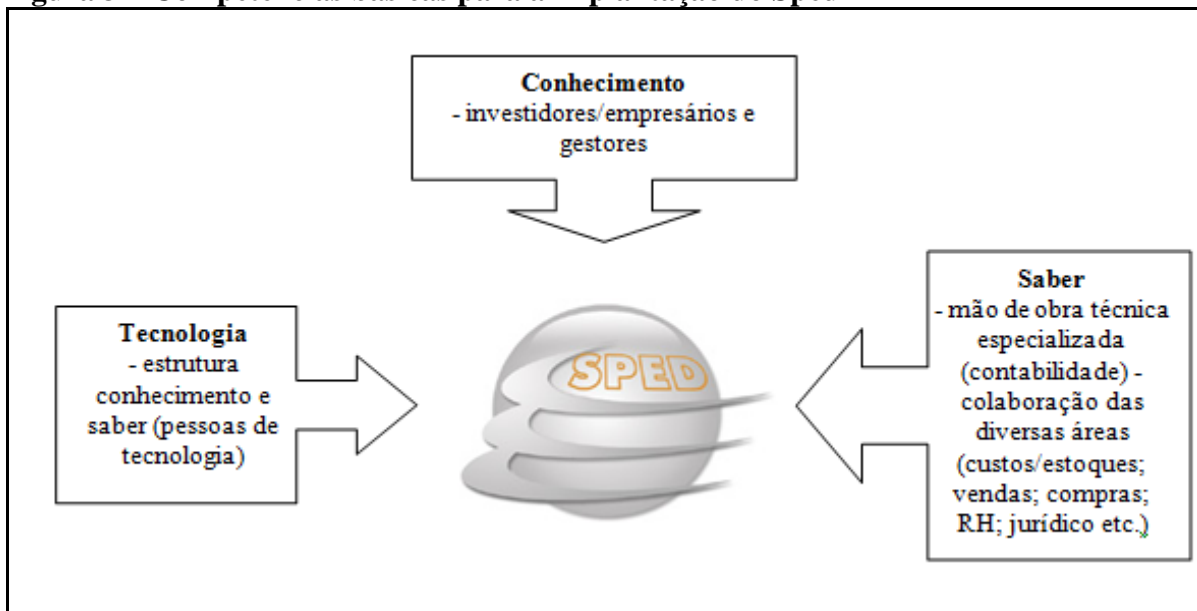 Conhecimento
- investidores/empresários e
gestores
Tecnologia
- estrutura
conhecimento e
saber (pessoas de
tecnologia)
SPED
Saber
- mão de obra técnica
especializada
(contabilidade) -
colaboração das
diversas áreas
(custos/estoques;
vendas; compras;
RH; jurídico etc.)